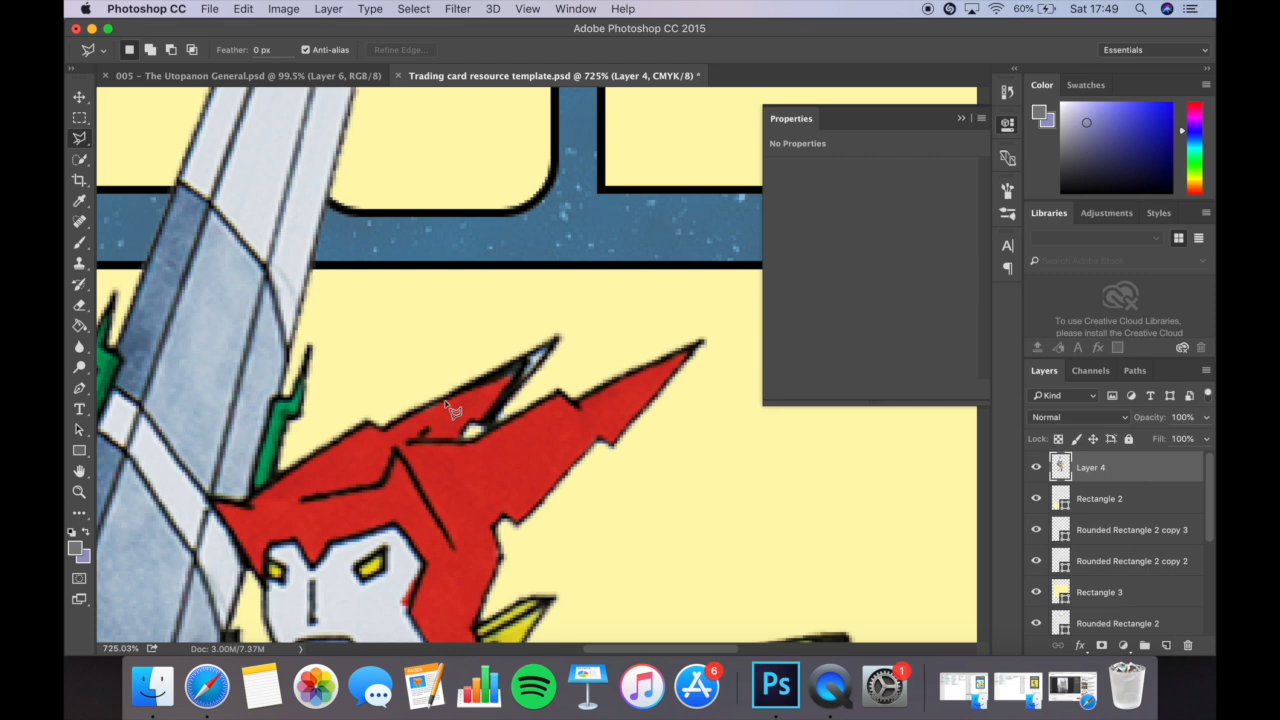 Photoshop CC File Edit Image Layer Type Select Filter 3D View Window Help 60% Sat 17:49
Adobe Photoshop CC 2015
Feather: 0 px Anti-alias Refine Edge... Essentials
005 - The Utopanon General.psd @ 99.5% (Layer 6, RGB/8) Trading card resource template.psd @ 725% (Layer 4, CMYK/8) *
Color Swatches
Properties
No Properties
Libraries Adjustments Styles
Search Adobe Stock
To use Creative Cloud Libraries,
please install the Creative Cloud
Layers Channels Paths
Kind
Normal Opacity: 100%
Lock: Fill: 100%
Layer 4
Rectangle 2
Rounded Rectangle 2 copy 3
Rounded Rectangle 2 copy 2
Rectangle 3
Rounded Rectangle 2
725.03% Doc: 3.00M/7.37M
fx
Ps
6
1